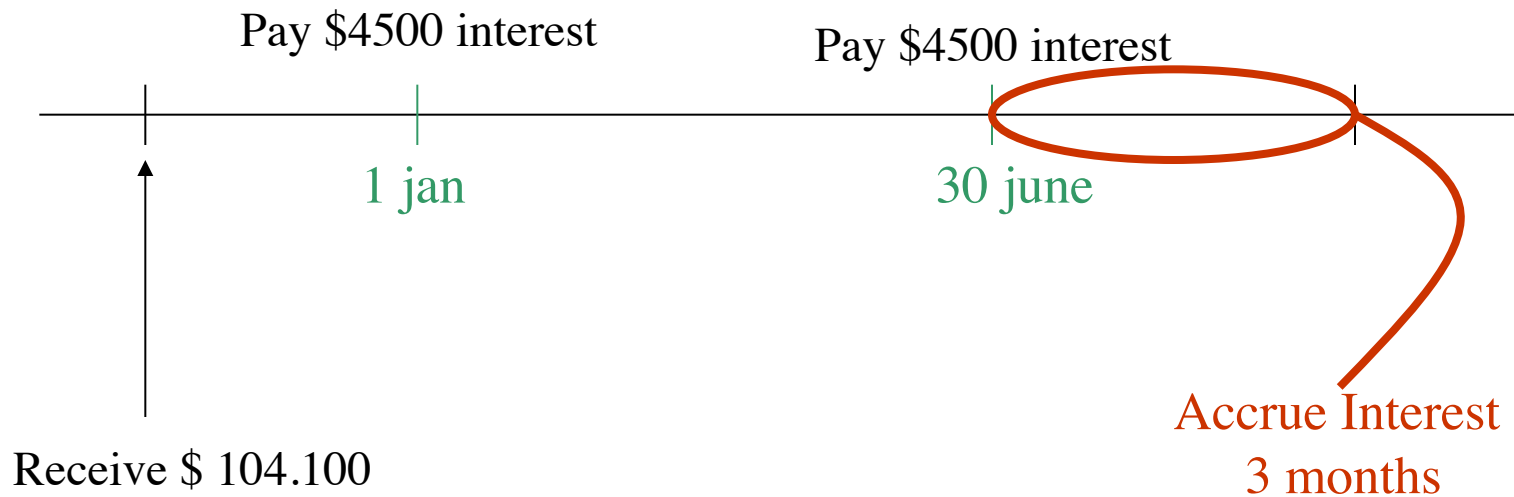 Pay $4500 interest
Pay $4500 interest
1 jan
30 june
Accrue Interest
3 months
Receive $ 104.100